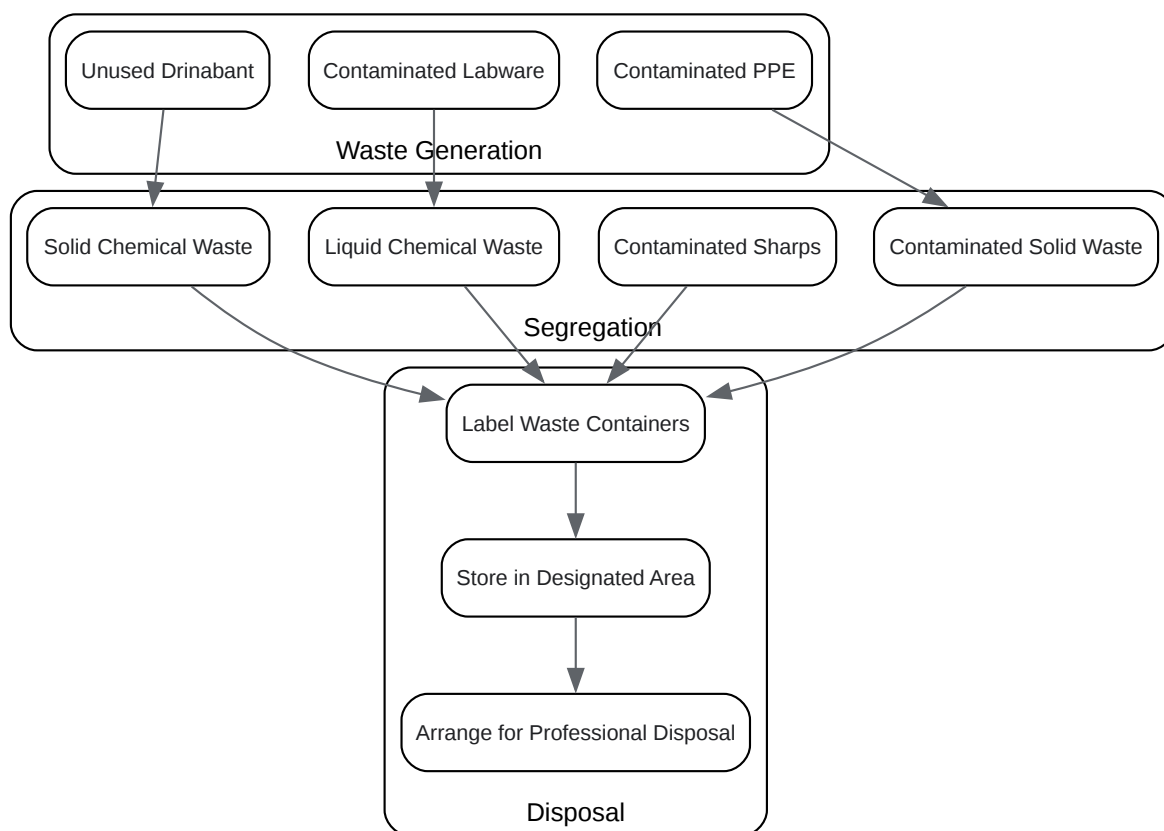 Unused Drinabant
Contaminated Labware
Contaminated PPE
Waste Generation
Solid Chemical Waste
Liquid Chemical Waste
Contaminated Sharps
Contaminated Solid Waste
Segregation
Label Waste Containers
Store in Designated Area
Arrange for Professional Disposal
Disposal